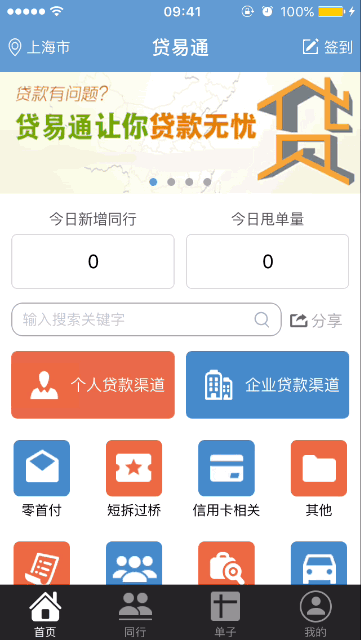 09:41
100%
上海市
贷易通
签到
贷款有问题?
贷易通让你贷款无忧
今日新增同行
今日甩单量
0
0
输入搜索关键字
分享
个人贷款渠道
企业贷款渠道
零首付
短拆过桥
信用卡相关
其他
首页
同行
单子
我的